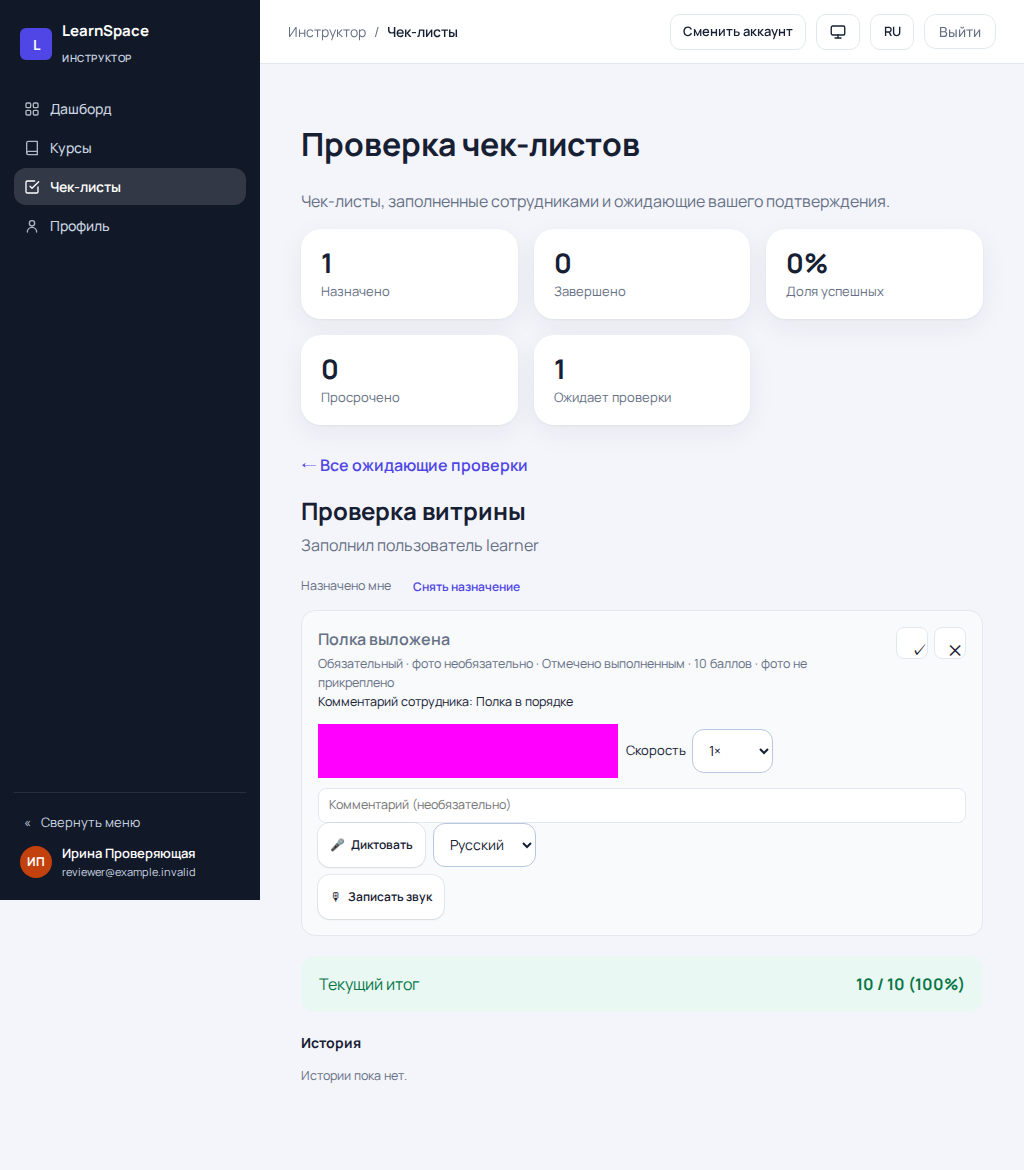 L
LearnSpace
ИНСТРУКТОР
Дашборд
Курсы
Чек-листы
Профиль
« Свернуть меню
ИП
Ирина Проверяющая
reviewer@example.invalid
Инструктор / Чек-листы
Сменить аккаунт
RU
Выйти
Проверка чек-листов
Чек-листы, заполненные сотрудниками и ожидающие вашего подтверждения.
1
Назначено
0
Завершено
0%
Доля успешных
0
Просрочено
1
Ожидает проверки
← Все ожидающие проверки
Проверка витрины
Заполнил пользователь learner
Назначено мне Снять назначение
Полка выложена
✓ ✕
Обязательный · фото необязательно · Отмечено выполненным · 10 баллов · фото не
прикреплено
Комментарий сотрудника: Полка в порядке
Скорость 1×
Комментарий (необязательно)
🎤 Диктовать Русский
🎙 Записать звук
Текущий итог 10 / 10 (100%)
История
Истории пока нет.